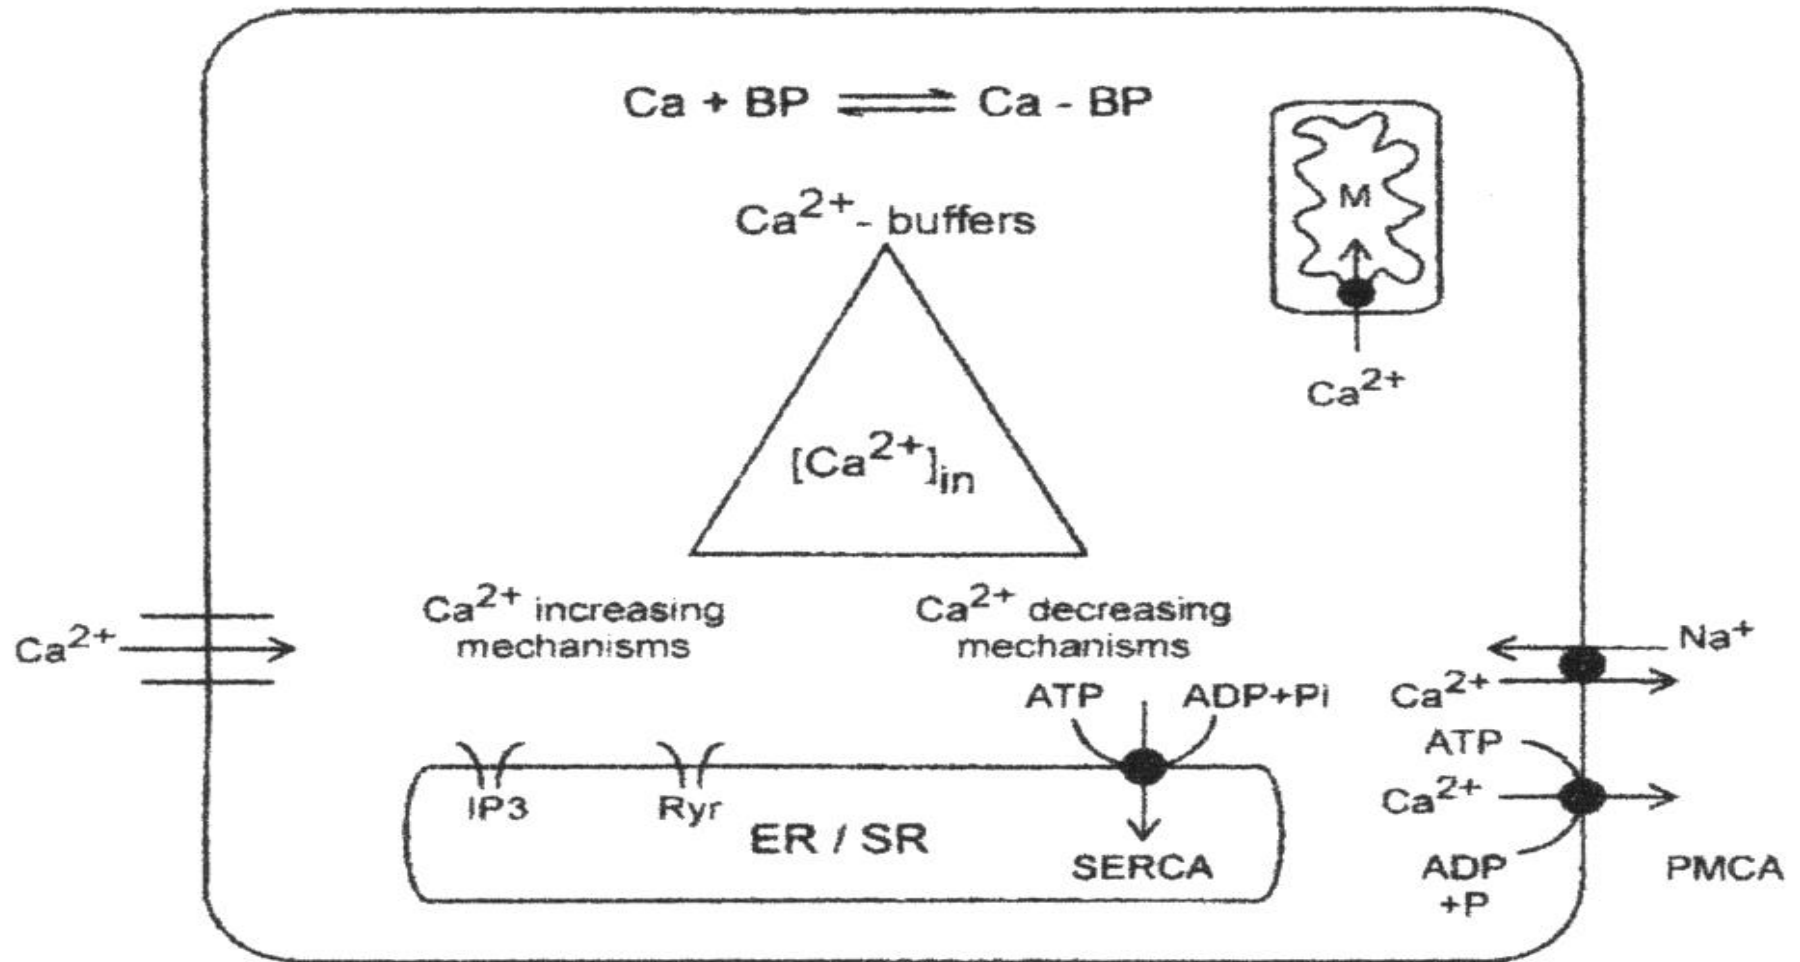 Ca + BP ⇌ Ca - BP
M
Ca2+ - buffers
Ca2+
[Ca2+]in
Ca2+ increasing
mechanisms
Ca2+ decreasing
mechanisms
Ca2+
Na+
Ca2+
ATP
ADP+Pi
ATP
Ca2+
IP3
Ryr
ER / SR
SERCA
ADP
+P
PMCA